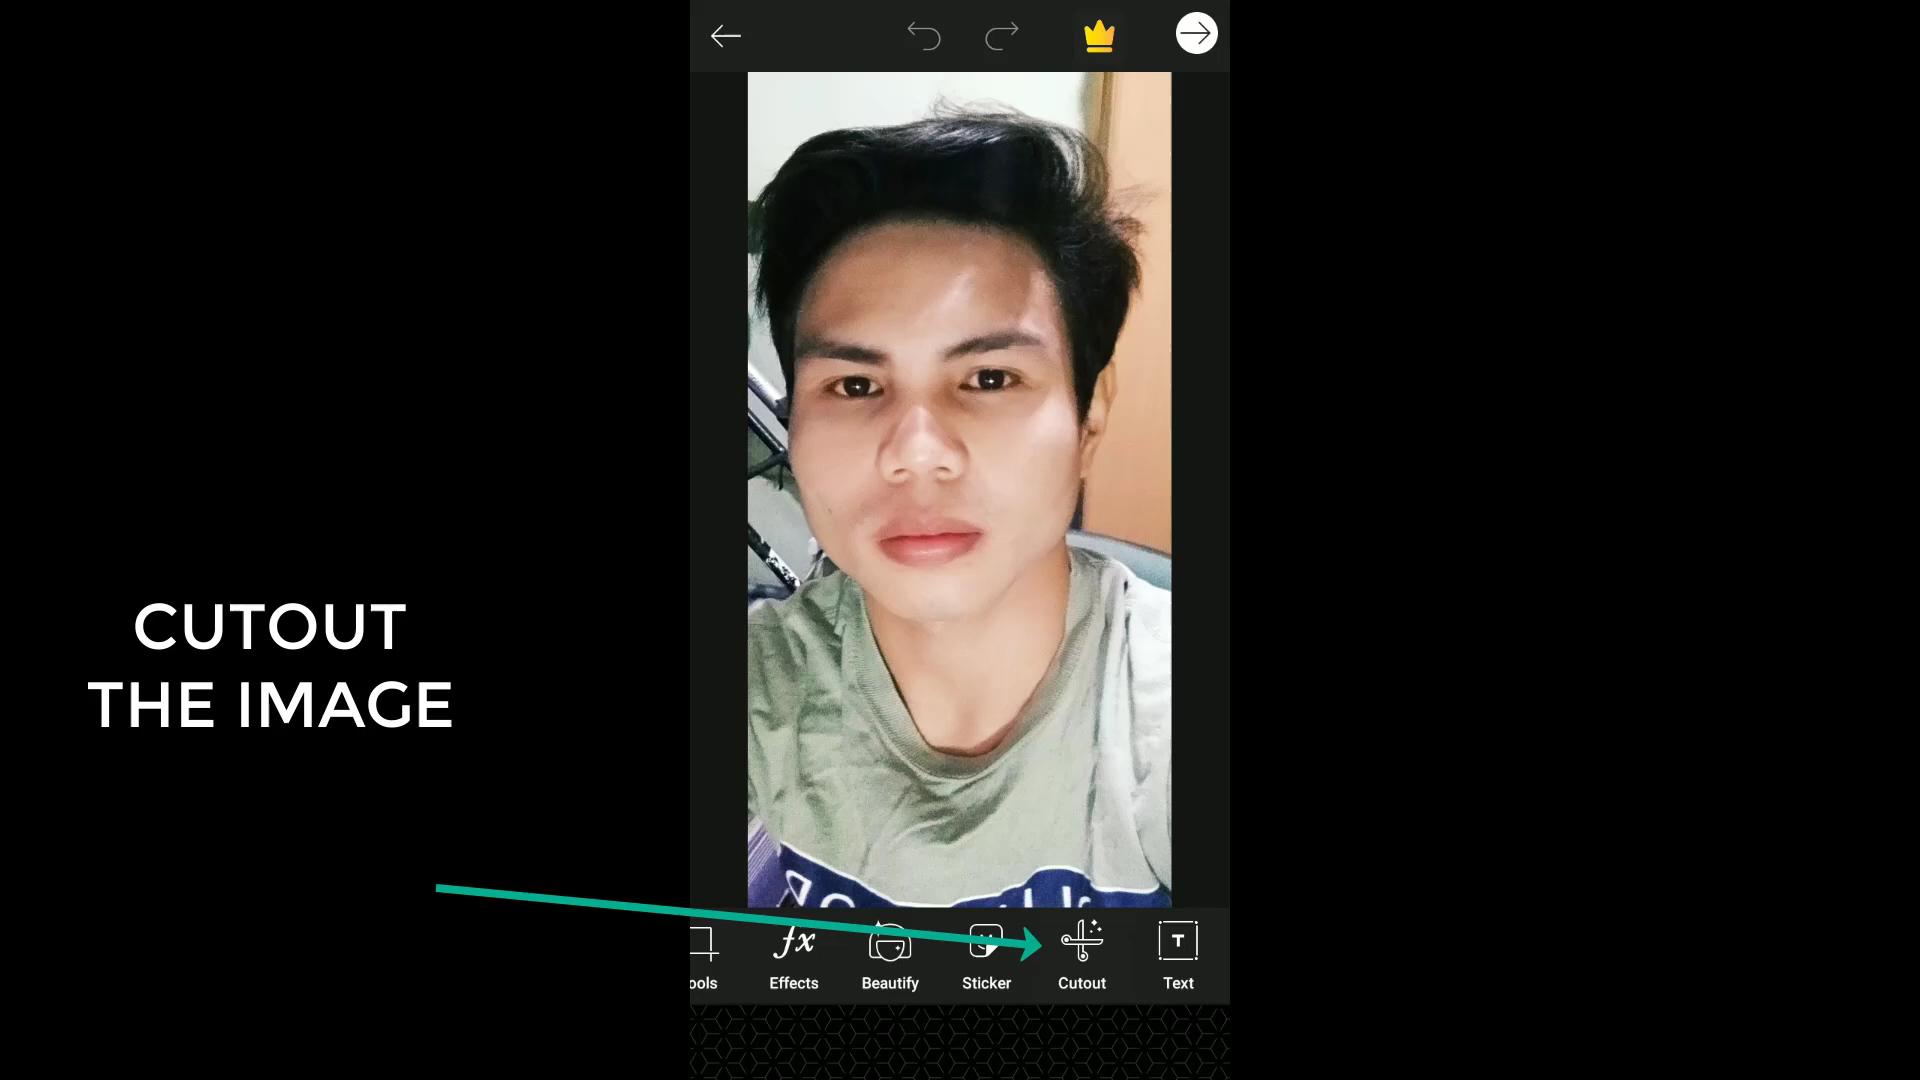 CUTOUT
THE IMAGE
ools
Effects
Beautify
Sticker
Cutout
Text